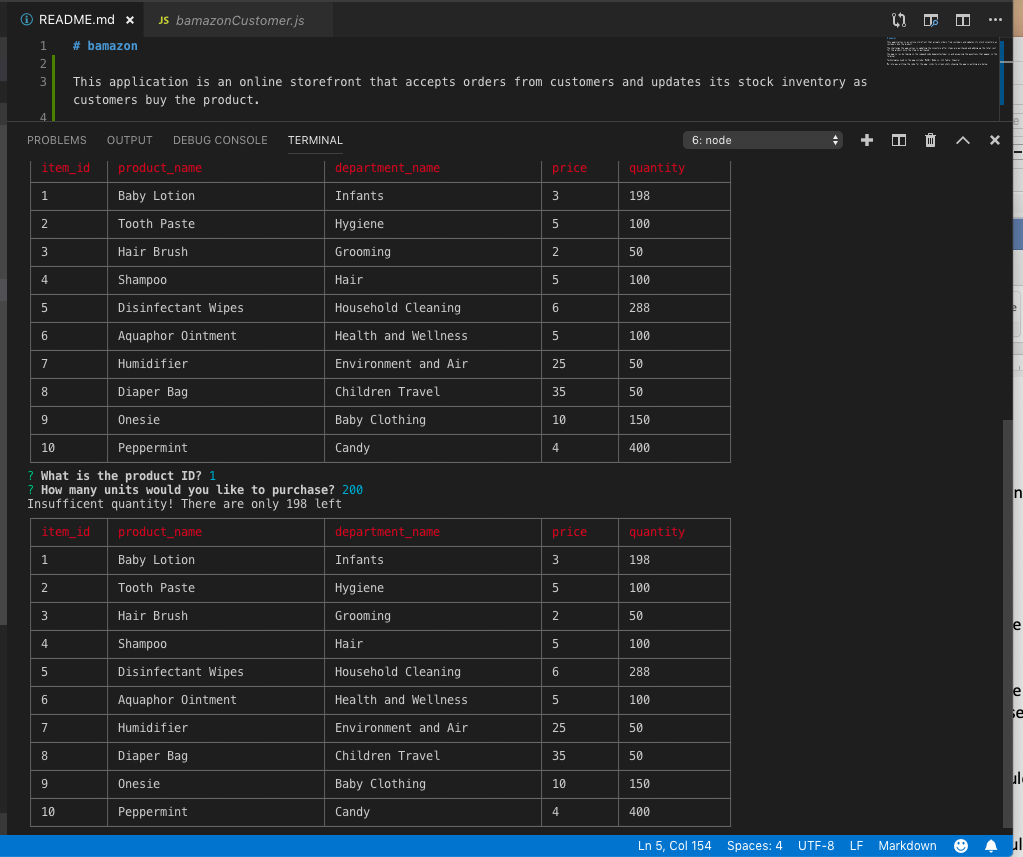 README.md × JS bamazonCustomer.js
1 # bamazon
2
3 This application is an online storefront that accepts orders from customers and updates its stock inventory as
customers buy the product.
4
PROBLEMS OUTPUT DEBUG CONSOLE TERMINAL 6: node
item_id product_name department_name price quantity
1 Baby Lotion Infants 3 198
2 Tooth Paste Hygiene 5 100
3 Hair Brush Grooming 2 50
4 Shampoo Hair 5 100
5 Disinfectant Wipes Household Cleaning 6 288
6 Aquaphor Ointment Health and Wellness 5 100
7 Humidifier Environment and Air 25 50
8 Diaper Bag Children Travel 35 50
9 Onesie Baby Clothing 10 150
10 Peppermint Candy 4 400
? What is the product ID? 1
? How many units would you like to purchase? 200
Insufficent quantity! There are only 198 left
item_id product_name department_name price quantity
1 Baby Lotion Infants 3 198
2 Tooth Paste Hygiene 5 100
3 Hair Brush Grooming 2 50
4 Shampoo Hair 5 100
5 Disinfectant Wipes Household Cleaning 6 288
6 Aquaphor Ointment Health and Wellness 5 100
7 Humidifier Environment and Air 25 50
8 Diaper Bag Children Travel 35 50
9 Onesie Baby Clothing 10 150
10 Peppermint Candy 4 400
Ln 5, Col 154 Spaces: 4 UTF-8 LF Markdown